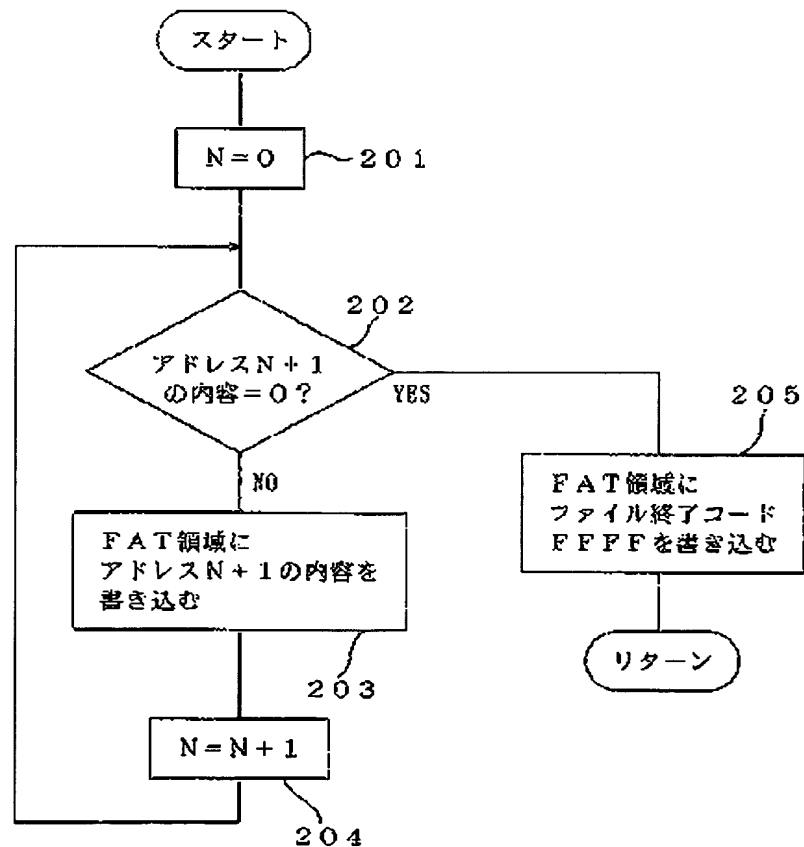 スタート
N=0
201
202
アドレスN+1
の内容=0?
YES
NO
205
FAT領域に
ファイル終了コード
FFFFを書き込む
FAT領域に
アドレスN+1の内容を
書き込む
203
リターン
N=N+1
204